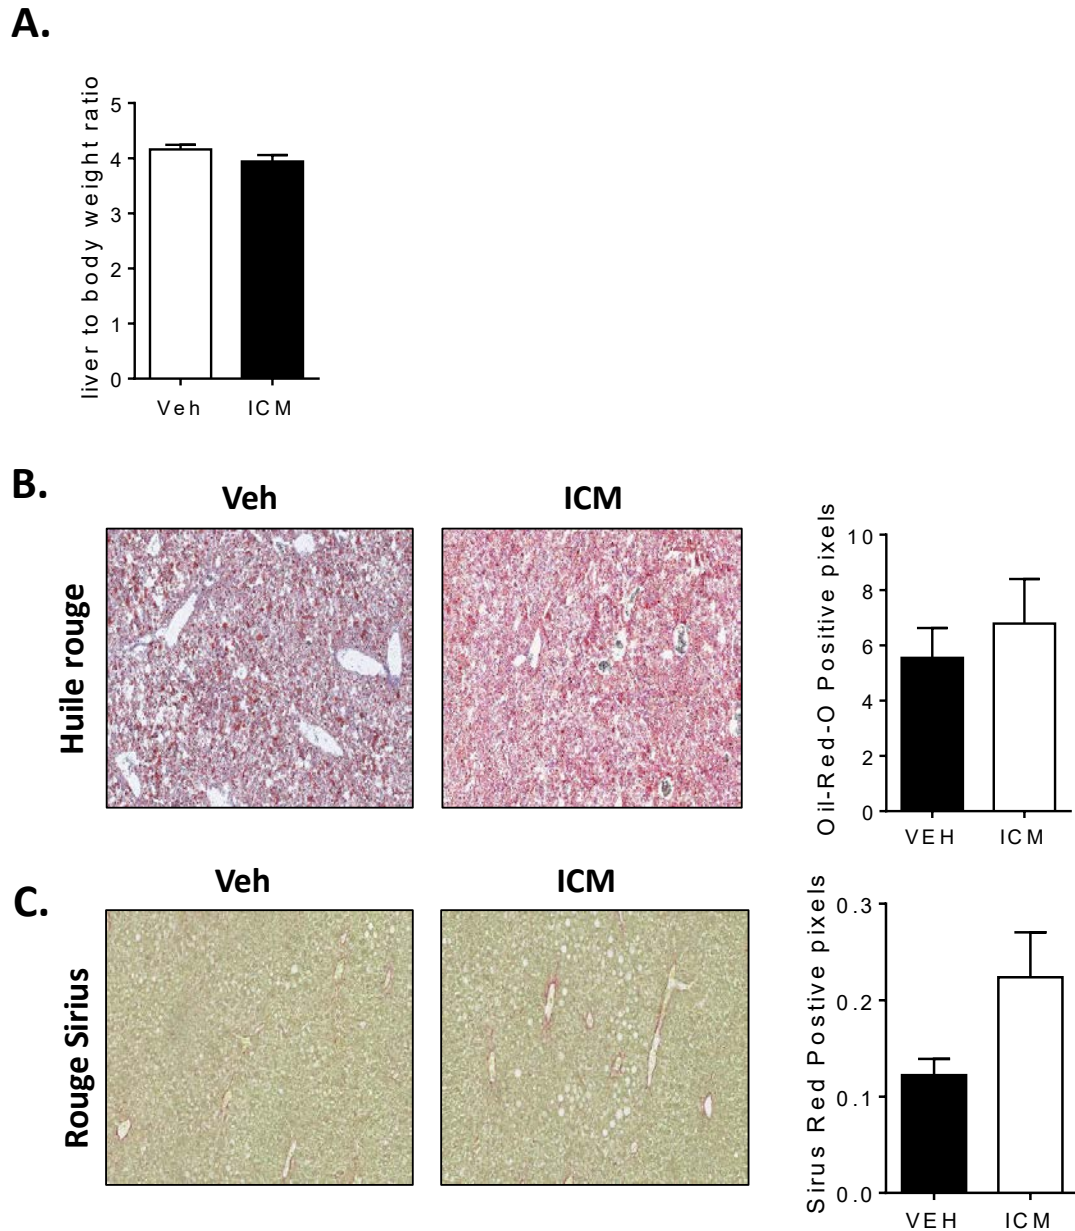 A.
liver to body weight ratio
5
4
3
2
1
0
Veh
ICM
B.
Veh
ICM
Huile rouge
Oil-Red-O Positive pixels
10
8
6
4
2
0
VEH
ICM
C.
Veh
ICM
Rouge Sirius
Sirus Red Postive pixels
0.3
0.2
0.1
0.0
VEH
ICM